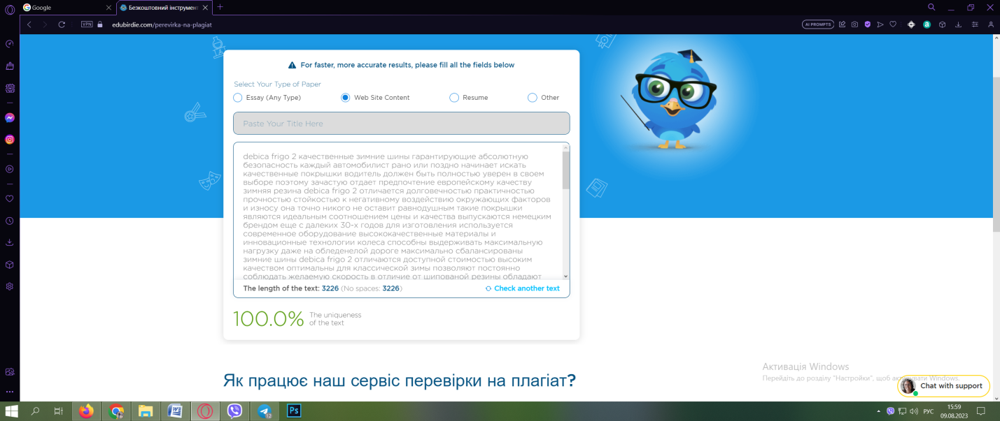 Google
Безкоштовний інструмент
VPN
edubirdie.com/perevirka-na-plagiat
AI PROMPTS
For faster, more accurate results, please fill all the fields below
Select Your Type of Paper
Essay (Any Type)
Web Site Content
Resume
Other
Paste Your Title Here
debica frigo 2 качественные зимние шины гарантирующие абсолютную
безопасность каждый автомобилист рано или поздно начинает искать
качественные покрышки водитель должен быть полностью уверен в своем
выборе поэтому зачастую отдает предпочтение европейскому качеству
зимняя резина debica frigo 2 отличается долговечностью практичностью
прочностью стойкостью к негативному воздействию окружающих факторов
и износу она точно никого не оставит равнодушным такие покрышки
являются идеальным соотношением цены и качества выпускаются немецким
брендом еще с далеких 30-х годов для изготовления используется
современное оборудование высококачественные материалы и
инновационные технологии колеса способны выдерживать максимальную
нагрузку даже на обледенелой дороге максимально сбалансированы
зимние шины debica frigo 2 отличаются доступной стоимостью высоким
качеством оптимальны для классической зимы позволяют постоянно
соблюдать желаемую скорость в отличие от шипованой резины обладают
The length of the text: 3226 (No spaces: 3226)
Check another text
100.0%
The uniqueness
of the text
Як працює наш сервіс перевірки на плагіат?
Активація Windows
Перейдіть до розділу "Настройки", щоб активувати Windows.
Chat with support
12
Ps
РУС
15:59
09.08.2023